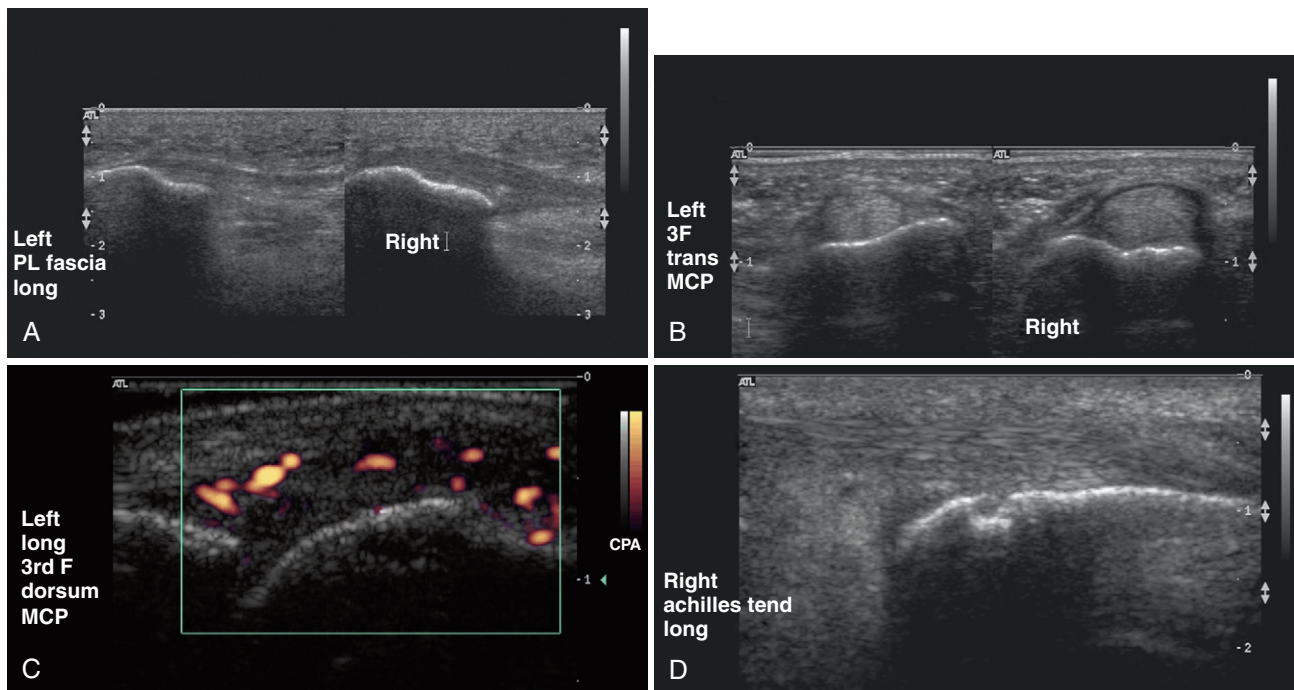 ATL
-0
-0
-1
-1
Left
PL fascia
long
Right
-2
-2
-3
-3
A
ATL
0
ATL
0
Left
3F
trans
MCP
-1
-1
Right
B
ATL
-0
Left
long
3rd F
dorsum
MCP
CPA
-1
C
ATL
-0
-1
Right
achilles tend
long
-2
D